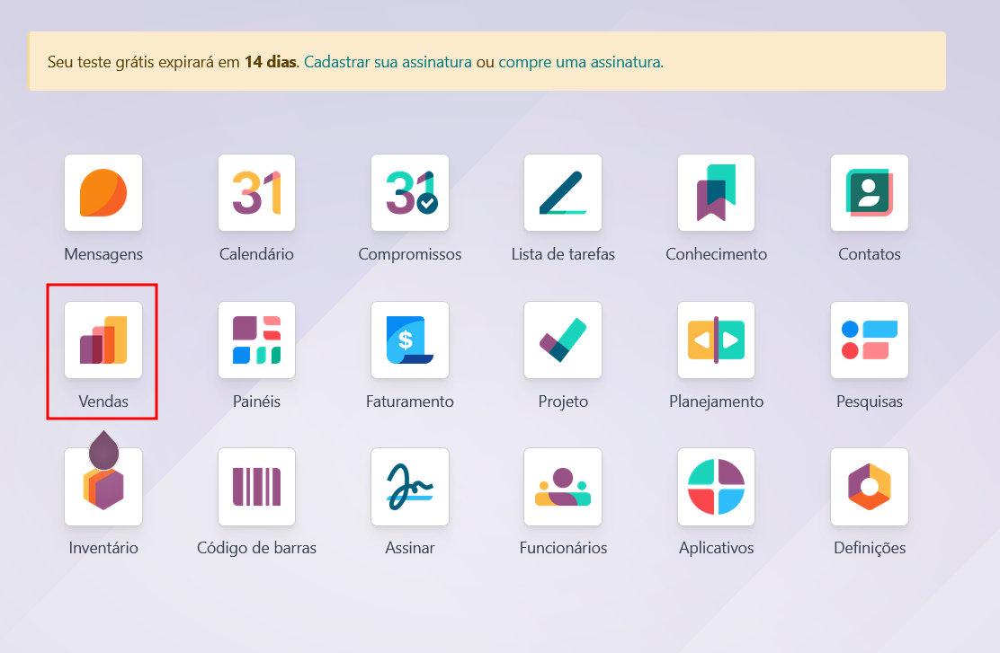 Seu teste grátis expirará em 14 dias. Cadastrar sua assinatura ou compre uma assinatura.
31 31
Mensagens Calendário Compromissos Lista de tarefas Conhecimento Contatos
$
Vendas Painéis Faturamento Projeto Planejamento Pesquisas
Inventário Código de barras Assinar Funcionários Aplicativos Definições